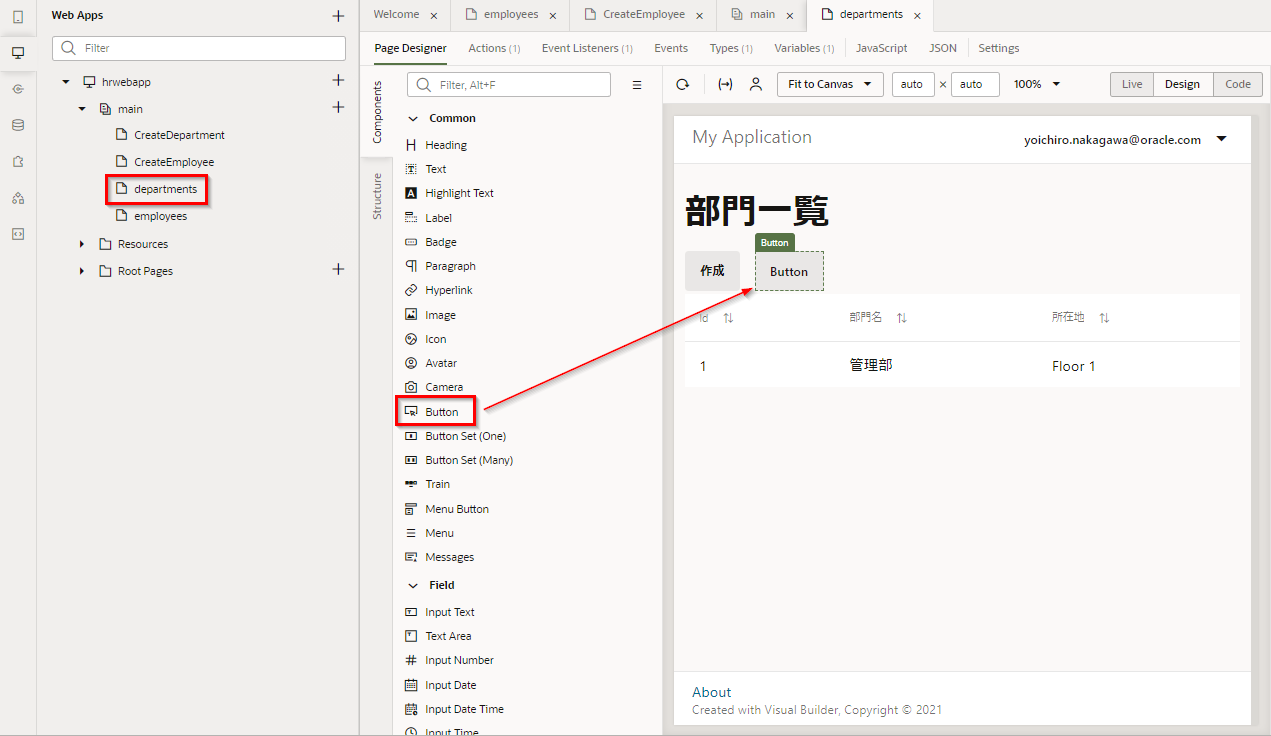 Web Apps
Filter
hrwebapp
main
CreateDepartment
CreateEmployee
departments
employees
Resources
Root Pages
Welcome × employees × CreateEmployee × main × departments ×
Page Designer Actions (1) Event Listeners (1) Events Types (1) Variables (1) JavaScript JSON Settings
Components
Structure
Filter, Alt+F
Common
Heading
Text
Highlight Text
Label
Badge
Paragraph
Hyperlink
Image
Icon
Avatar
Camera
Button
Button Set (One)
Button Set (Many)
Train
Menu Button
Menu
Messages
Field
Input Text
Text Area
Input Number
Input Date
Input Date Time
Input Time
Fit to Canvas auto × auto 100% Live Design Code
My Application yoichiro.nakagawa@oracle.com
部門一覧
Button
作成 Button
Id 部門名 所在地
1 管理部 Floor 1
About
Created with Visual Builder, Copyright © 2021